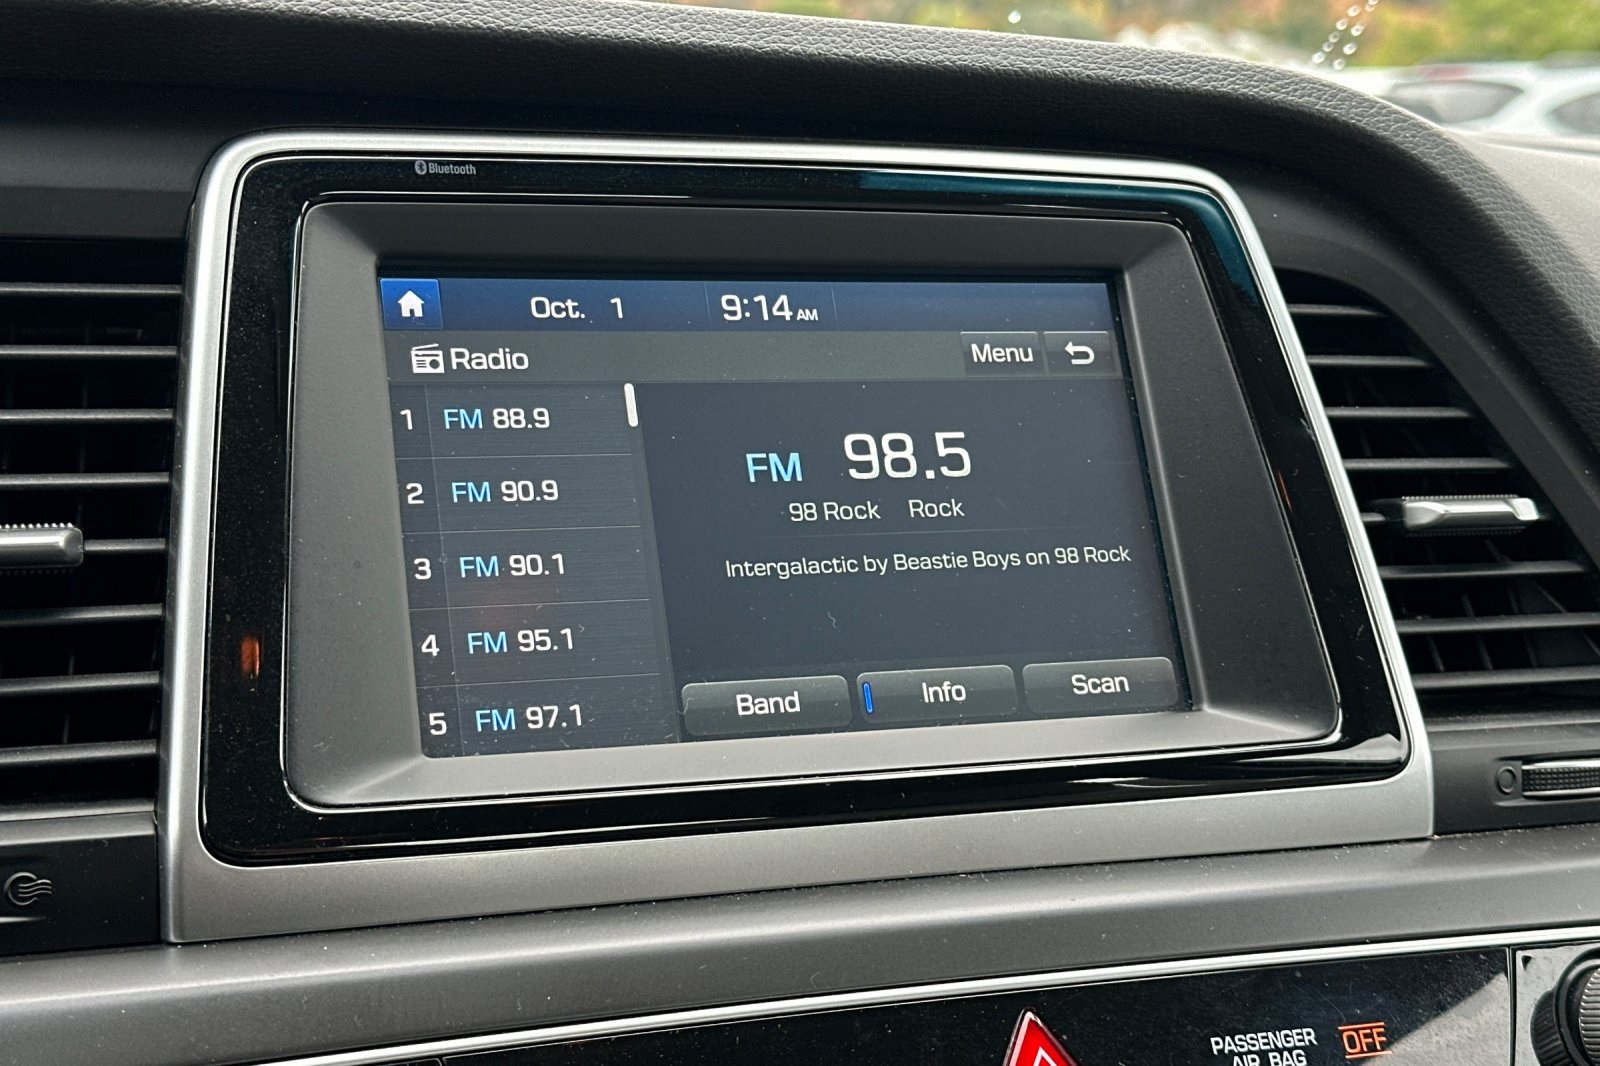 Bluetooth
Oct. 1 9:14 AM
Radio Menu
1 FM 88.9
2 FM 90.9
3 FM 90.1
4 FM 95.1
5 FM 97.1
FM 98.5
98 Rock Rock
Intergalactic by Beastie Boys on 98 Rock
Band Info Scan
PASSENGER OFF
AIR BAG